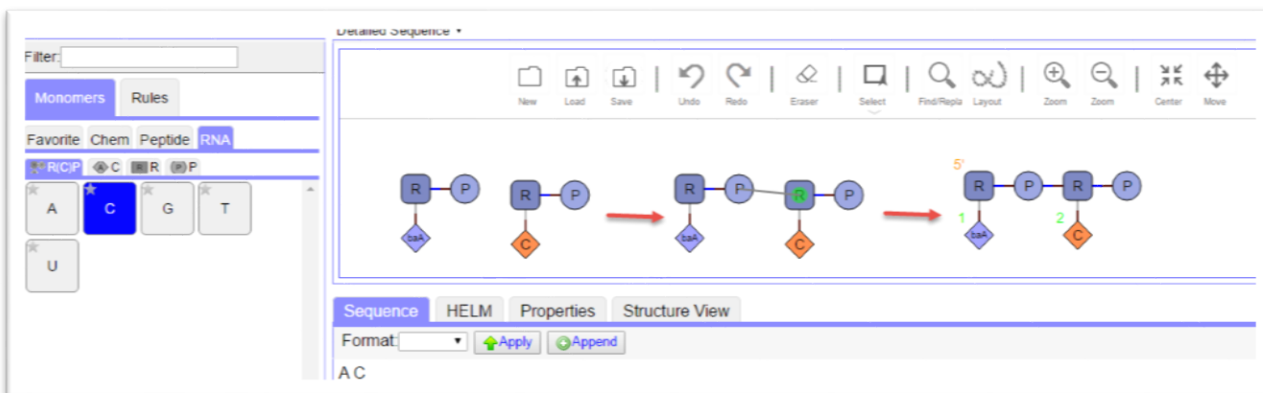 Detailed Sequence
Filter:
Monomers Rules
Favorite Chem Peptide RNA
R(C)P C R P
A C G T
U
New Load Save Undo Redo Eraser Select Find/Repla Layout Zoom Zoom Center Move
R P R P R P R P 5' R P R P
baA C baA C 1 baA 2 C
Sequence HELM Properties Structure View
Format: Apply Append
A C